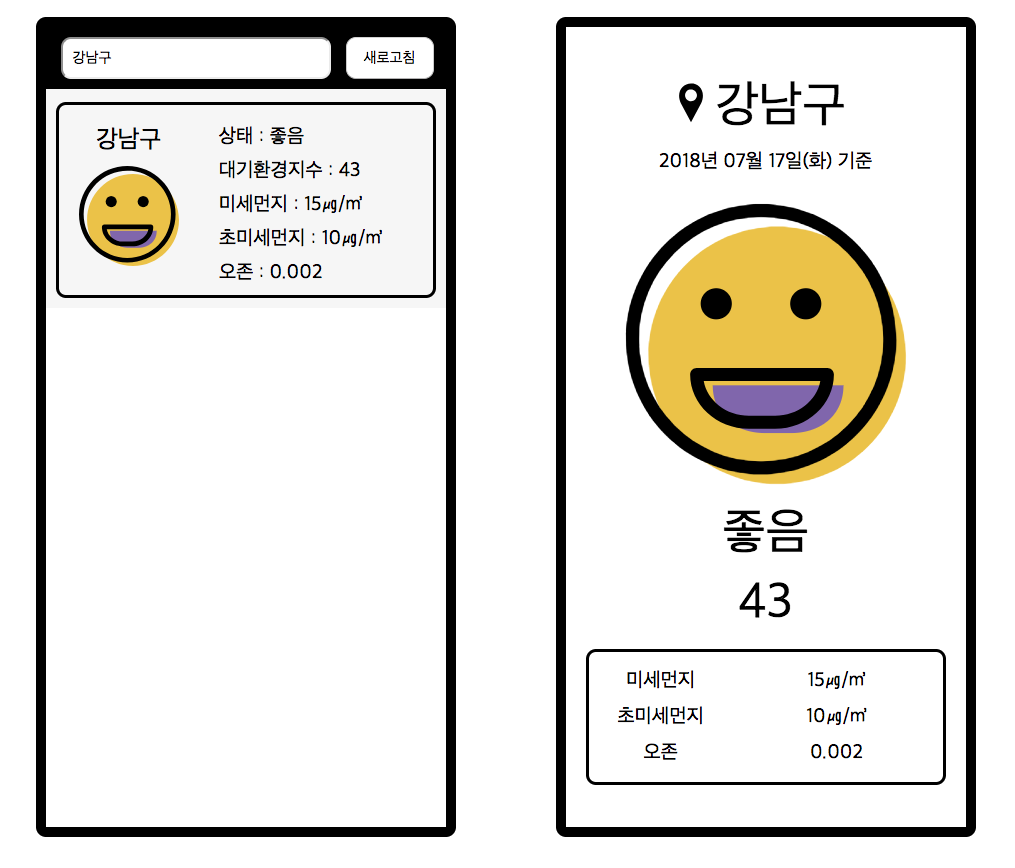 강남구
새로고침
강남구
상태 : 좋음
대기환경지수 : 43
미세먼지 : 15㎍/㎥
초미세먼지 : 10㎍/㎥
오존 : 0.002
강남구
2018년 07월 17일(화) 기준
좋음
43
미세먼지 15㎍/㎥
초미세먼지 10㎍/㎥
오존 0.002